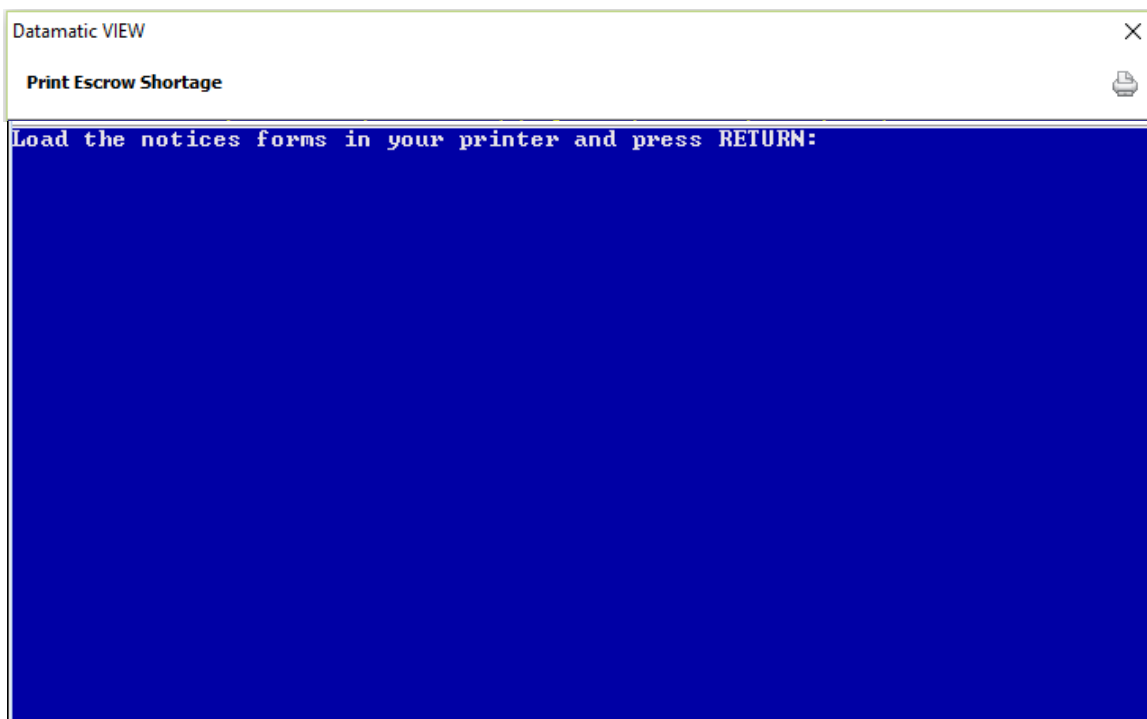 Datamatic VIEW
Print Escrow Shortage
Load the notices forms in your printer and press RETURN: